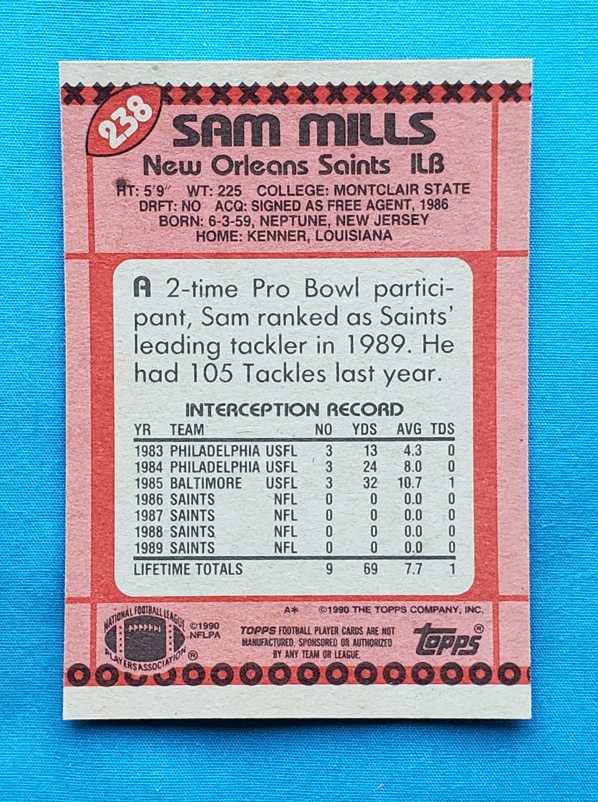 238
SAM MILLS
New Orleans Saints ILB
HT: 5'9" WT: 225 COLLEGE: MONTCLAIR STATE
DRFT: NO ACQ: SIGNED AS FREE AGENT, 1986
BORN: 6-3-59, NEPTUNE, NEW JERSEY
HOME: KENNER, LOUISIANA
A 2-time Pro Bowl partici-
pant, Sam ranked as Saints'
leading tackler in 1989. He
had 105 Tackles last year.
INTERCEPTION RECORD
YR TEAM NO YDS AVG TDS
1983 PHILADELPHIA USFL 3 13 4.3 0
1984 PHILADELPHIA USFL 3 24 8.0 0
1985 BALTIMORE USFL 3 32 10.7 1
1986 SAINTS NFL 0 0 0.0 0
1987 SAINTS NFL 0 0 0.0 0
1988 SAINTS NFL 0 0 0.0 0
1989 SAINTS NFL 0 0 0.0 0
LIFETIME TOTALS 9 69 7.7 1
A* ©1990 THE TOPPS COMPANY, INC.
NATIONAL FOOTBALL LEAGUE
PLAYERS ASSOCIATION ®
©1990
NFLPA
TOPPS FOOTBALL PLAYER CARDS ARE NOT
MANUFACTURED, SPONSORED OR AUTHORIZED
BY ANY TEAM OR LEAGUE.
Topps ®